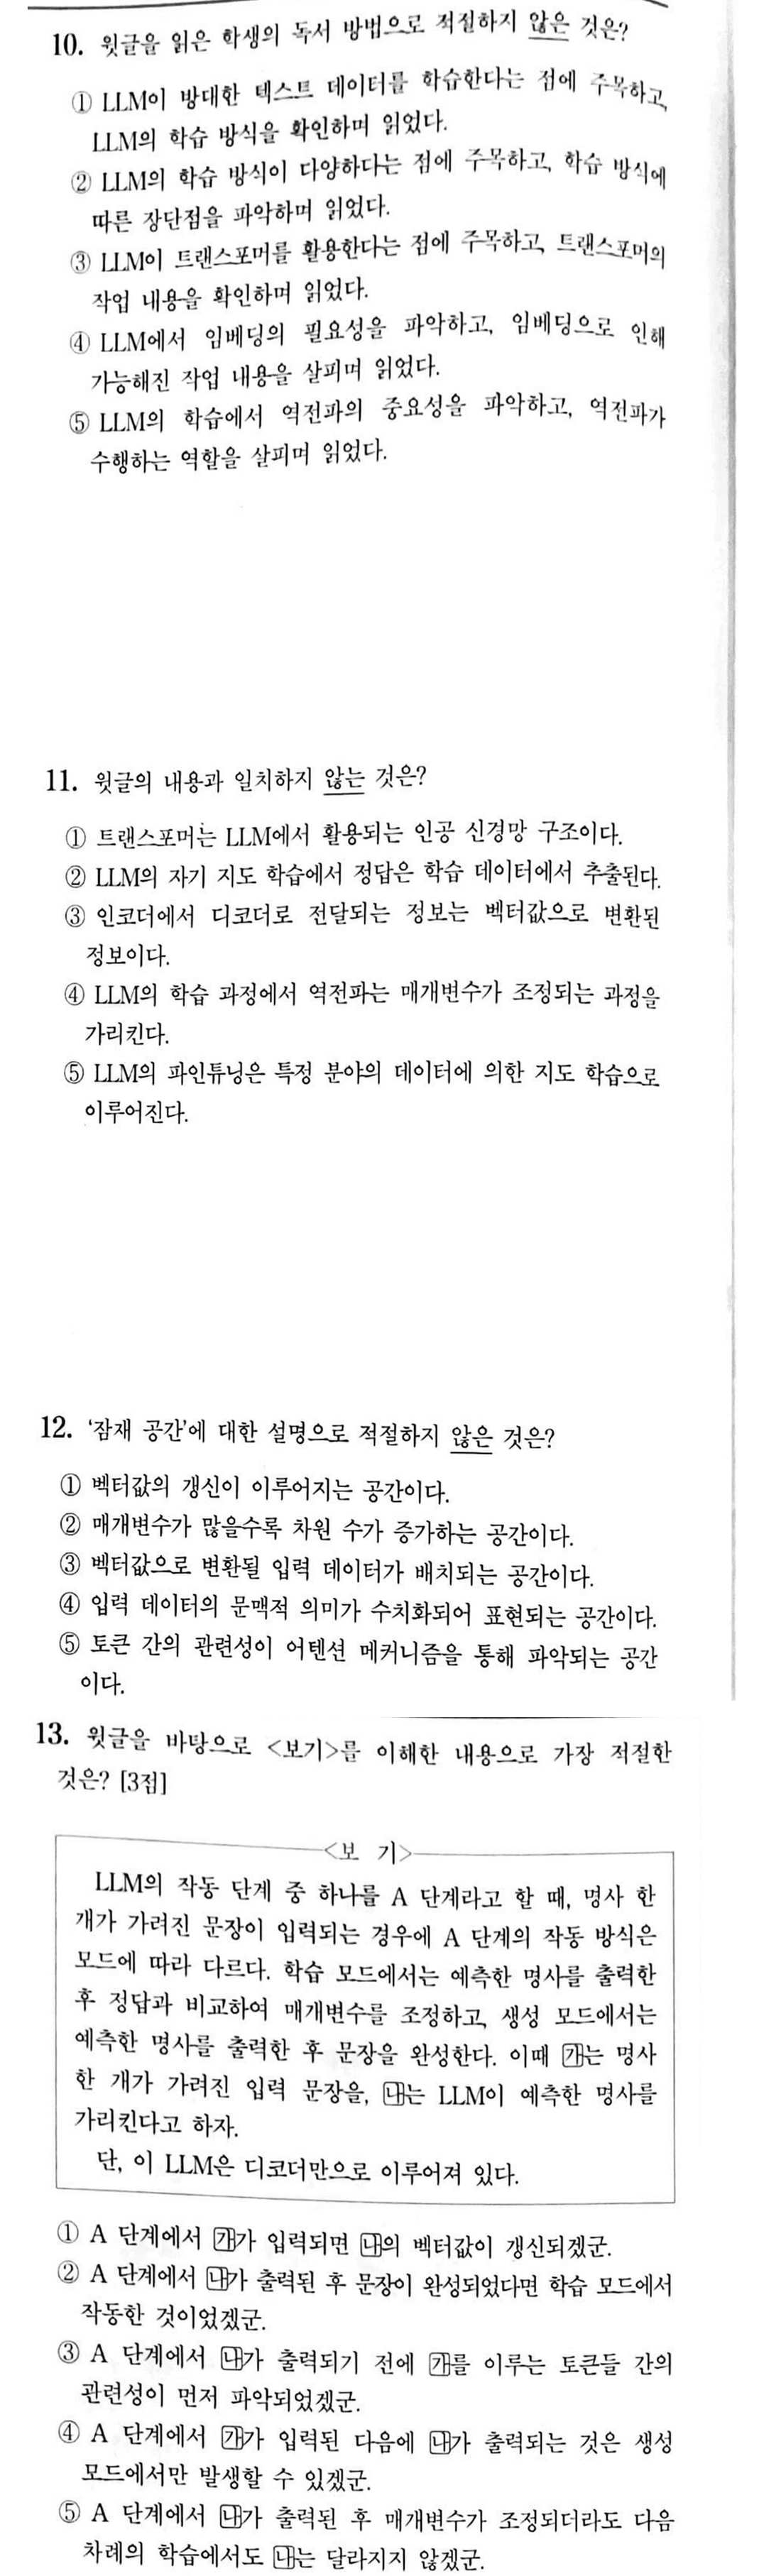 10. 윗글을 읽은 학생의 독서 방법으로 적절하지 않은 것은?
① LLM이 방대한 텍스트 데이터를 학습한다는 점에 주목하고,
LLM의 학습 방식을 확인하며 읽었다.
② LLM의 학습 방식이 다양하다는 점에 주목하고, 학습 방식에
따른 장단점을 파악하며 읽었다.
③ LLM이 트랜스포머를 활용한다는 점에 주목하고, 트랜스포머의
작업 내용을 확인하며 읽었다.
④ LLM에서 임베딩의 필요성을 파악하고, 임베딩으로 인해
가능해진 작업 내용을 살피며 읽었다.
⑤ LLM의 학습에서 역전파의 중요성을 파악하고, 역전파가
수행하는 역할을 살피며 읽었다.
11. 윗글의 내용과 일치하지 않는 것은?
① 트랜스포머는 LLM에서 활용되는 인공 신경망 구조이다.
② LLM의 자기 지도 학습에서 정답은 학습 데이터에서 추출된다.
③ 인코더에서 디코더로 전달되는 정보는 벡터값으로 변환된
정보이다.
④ LLM의 학습 과정에서 역전파는 매개변수가 조정되는 과정을
가리킨다.
⑤ LLM의 파인튜닝은 특정 분야의 데이터에 의한 지도 학습으로
이루어진다.
12. ‘잠재 공간’에 대한 설명으로 적절하지 않은 것은?
① 벡터값의 갱신이 이루어지는 공간이다.
② 매개변수가 많을수록 차원 수가 증가하는 공간이다.
③ 벡터값으로 변환될 입력 데이터가 배치되는 공간이다.
④ 입력 데이터의 문맥적 의미가 수치화되어 표현되는 공간이다.
⑤ 토큰 간의 관련성이 어텐션 메커니즘을 통해 파악되는 공간
이다.
13. 윗글을 바탕으로 <보기>를 이해한 내용으로 가장 적절한
것은? [3점]
<보 기>
LLM의 작동 단계 중 하나를 A 단계라고 할 때, 명사 한
개가 가려진 문장이 입력되는 경우에 A 단계의 작동 방식은
모드에 따라 다르다. 학습 모드에서는 예측한 명사를 출력한
후 정답과 비교하여 매개변수를 조정하고, 생성 모드에서는
예측한 명사를 출력한 후 문장을 완성한다. 이때 가는 명사
한 개가 가려진 입력 문장을, 나는 LLM이 예측한 명사를
가리킨다고 하자.
단, 이 LLM은 디코더만으로 이루어져 있다.
① A 단계에서 가가 입력되면 나의 벡터값이 갱신되겠군.
② A 단계에서 나가 출력된 후 문장이 완성되었다면 학습 모드에서
작동한 것이었겠군.
③ A 단계에서 나가 출력되기 전에 가를 이루는 토큰들 간의
관련성이 먼저 파악되었겠군.
④ A 단계에서 가가 입력된 다음에 나가 출력되는 것은 생성
모드에서만 발생할 수 있겠군.
⑤ A 단계에서 나가 출력된 후 매개변수가 조정되더라도 다음
차례의 학습에서도 나는 달라지지 않겠군.